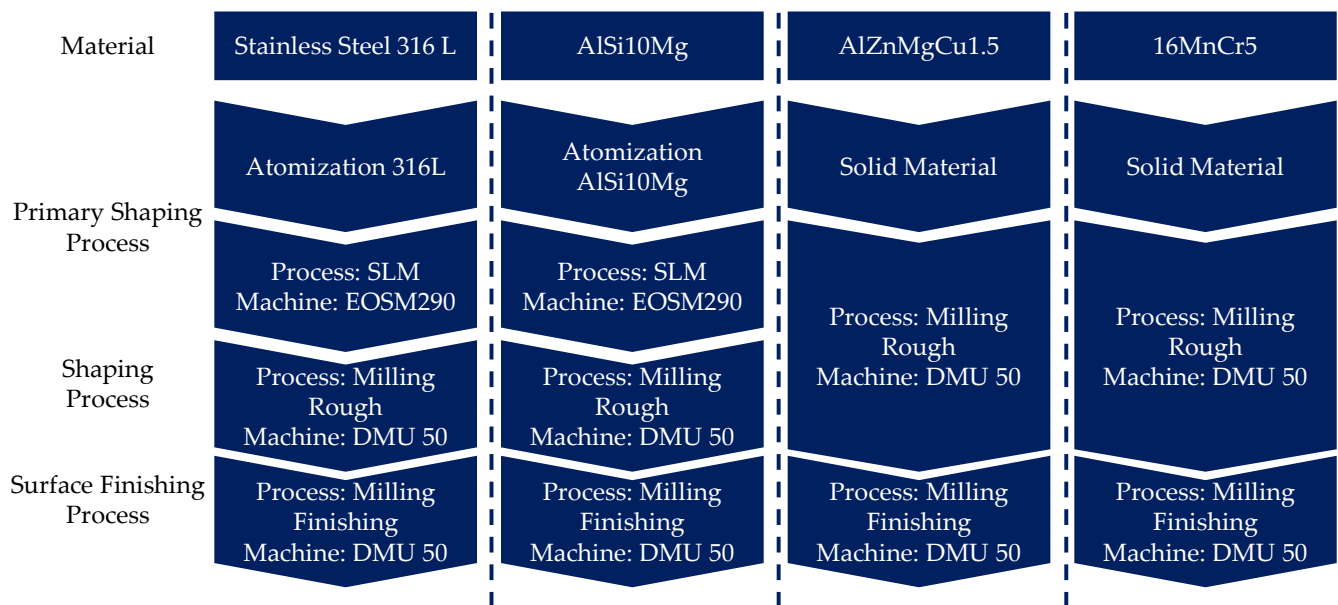 Material
Stainless Steel 316 L
AlSi10Mg
AlZnMgCu1.5
16MnCr5
Primary Shaping
Process
Atomization 316L
Atomization
AlSi10Mg
Solid Material
Solid Material
Process: SLM
Machine: EOSM290
Process: SLM
Machine: EOSM290
Process: Milling
Rough
Machine: DMU 50
Process: Milling
Rough
Machine: DMU 50
Shaping
Process
Process: Milling
Rough
Machine: DMU 50
Process: Milling
Rough
Machine: DMU 50
Surface Finishing
Process
Process: Milling
Finishing
Machine: DMU 50
Process: Milling
Finishing
Machine: DMU 50
Process: Milling
Finishing
Machine: DMU 50
Process: Milling
Finishing
Machine: DMU 50